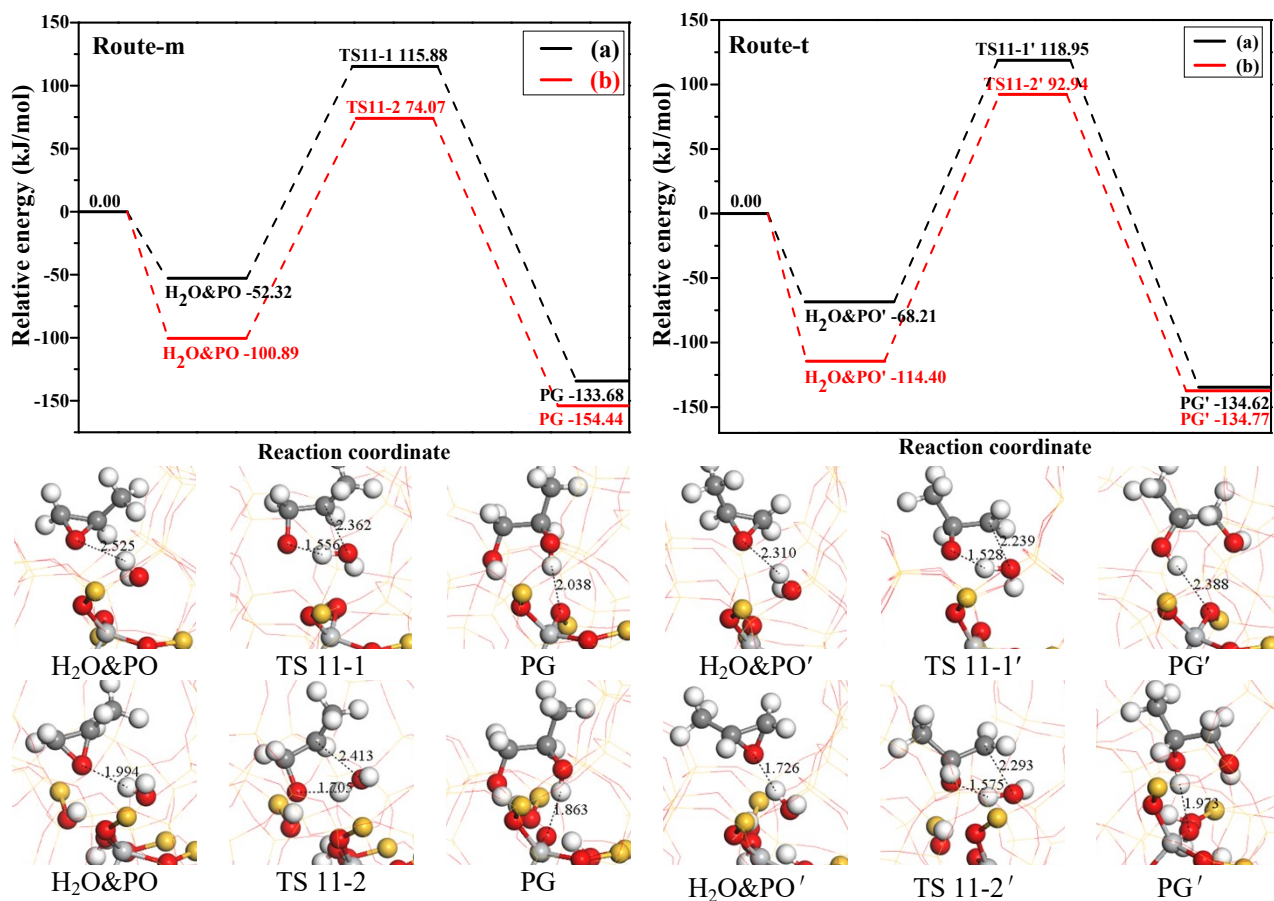 Route-m
(a)
(b)
Relative energy (kJ/mol)
150
100
50
0
-50
-100
-150
0.00
TS11-1 115.88
TS11-2 74.07
H2O&PO -52.32
H2O&PO -100.89
PG -133.68
PG -154.44
Reaction coordinate
Route-t
(a)
(b)
Relative energy (kJ/mol)
150
100
50
0
-50
-100
-150
0.00
TS11-1' 118.95
TS11-2' 92.94
H2O&PO' -68.21
H2O&PO' -114.40
PG' -134.62
PG' -134.77
Reaction coordinate
2.525
2.362
1.556
2.038
2.310
2.239
1.528
2.388
H2O&PO
TS 11-1
PG
H2O&PO′
TS 11-1′
PG′
1.994
2.413
1.705
1.863
1.726
2.293
1.575
1.973
H2O&PO
TS 11-2
PG
H2O&PO′
TS 11-2′
PG′